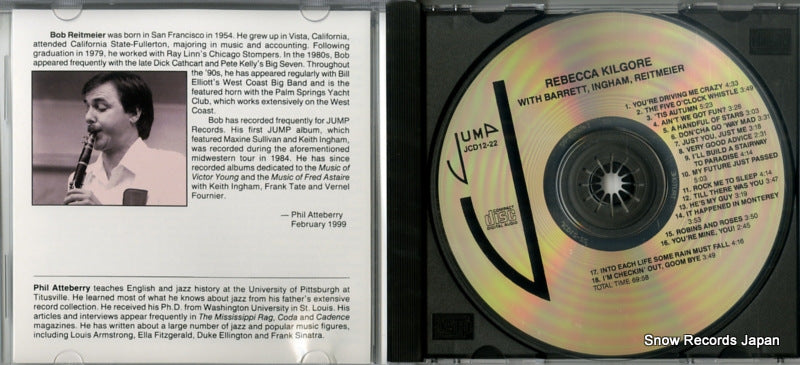 Bob Reitmeier was born in San Francisco in 1954. He grew up in Vista, California,
attended California State-Fullerton, majoring in music and accounting. Following
graduation in 1979, he worked with Ray Linn's Chicago Stompers. In the 1980s, Bob
appeared frequently with the late Dick Cathcart and Pete Kelly's Big Seven. Throughout
the '90s, he has appeared regularly with Bill
Elliott's West Coast Big Band and is the
featured horn with the Palm Springs Yacht
Club, which works extensively on the West
Coast.
Bob has recorded frequently for JUMP
Records. His first JUMP album, which
featured Maxine Sullivan and Keith Ingham,
was recorded during the aforementioned
midwestern tour in 1984. He has since
recorded albums dedicated to the Music of
Victor Young and the Music of Fred Astaire
with Keith Ingham, Frank Tate and Vernel
Fournier.
— Phil Atteberry
February 1999
Phil Atteberry teaches English and jazz history at the University of Pittsburgh at
Titusville. He learned most of what he knows about jazz from his father's extensive
record collection. He received his Ph.D. from Washington University in St. Louis. His
articles and interviews appear frequently in The Mississippi Rag, Coda and Cadence
magazines. He has written about a large number of jazz and popular music figures,
including Louis Armstrong, Ella Fitzgerald, Duke Ellington and Frank Sinatra.
JUMP
JCD12-22
COMPACT
disc
DIGITAL AUDIO
REBECCA KILGORE
WITH BARRETT, INGHAM, REITMEIER
1. YOU'RE DRIVING ME CRAZY 4:33
2. THE FIVE O'CLOCK WHISTLE 3:49
3. 'TIS AUTUMN 5:23
4. AIN'T WE GOT FUN? 3:26
5. A HANDFUL OF STARS 3:03
6. DON'CHA GO 'WAY MAD 3:31
7. JUST YOU, JUST ME 3:18
8. VERY GOOD ADVICE 2:31
9. I'LL BUILD A STAIRWAY
TO PARADISE 4:14
10. MY FUTURE JUST PASSED
5:03
11. ROCK ME TO SLEEP 4:14
12. TILL THERE WAS YOU 3:47
13. HE'S MY GUY 3:19
14. IT HAPPENED IN MONTEREY
3:53
15. ROBINS AND ROSES 3:50
16. YOU'RE MINE, YOU! 2:45
17. INTO EACH LIFE SOME RAIN MUST FALL 4:16
18. I'M CHECKIN' OUT, GOOM BYE 3:49
TOTAL TIME 69:58
Snow Records Japan